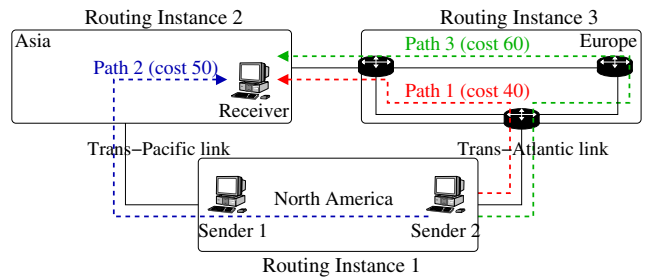 Routing Instance 2
Routing Instance 3
Asia
Europe
Path 3 (cost 60)
Path 2 (cost 50)
Path 1 (cost 40)
Receiver
Trans−Pacific link
Trans−Atlantic link
North America
Sender 1
Sender 2
Routing Instance 1